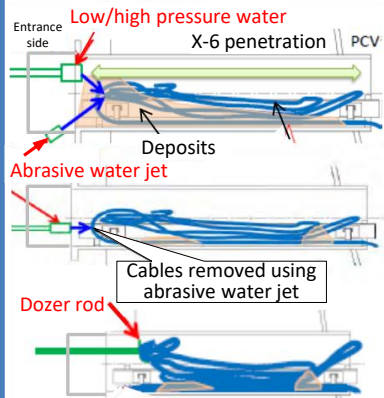 Low/high pressure water
Entrance
side
X-6 penetration
PCV
Deposits
Abrasive water jet
Cables removed using
abrasive water jet
Dozer rod